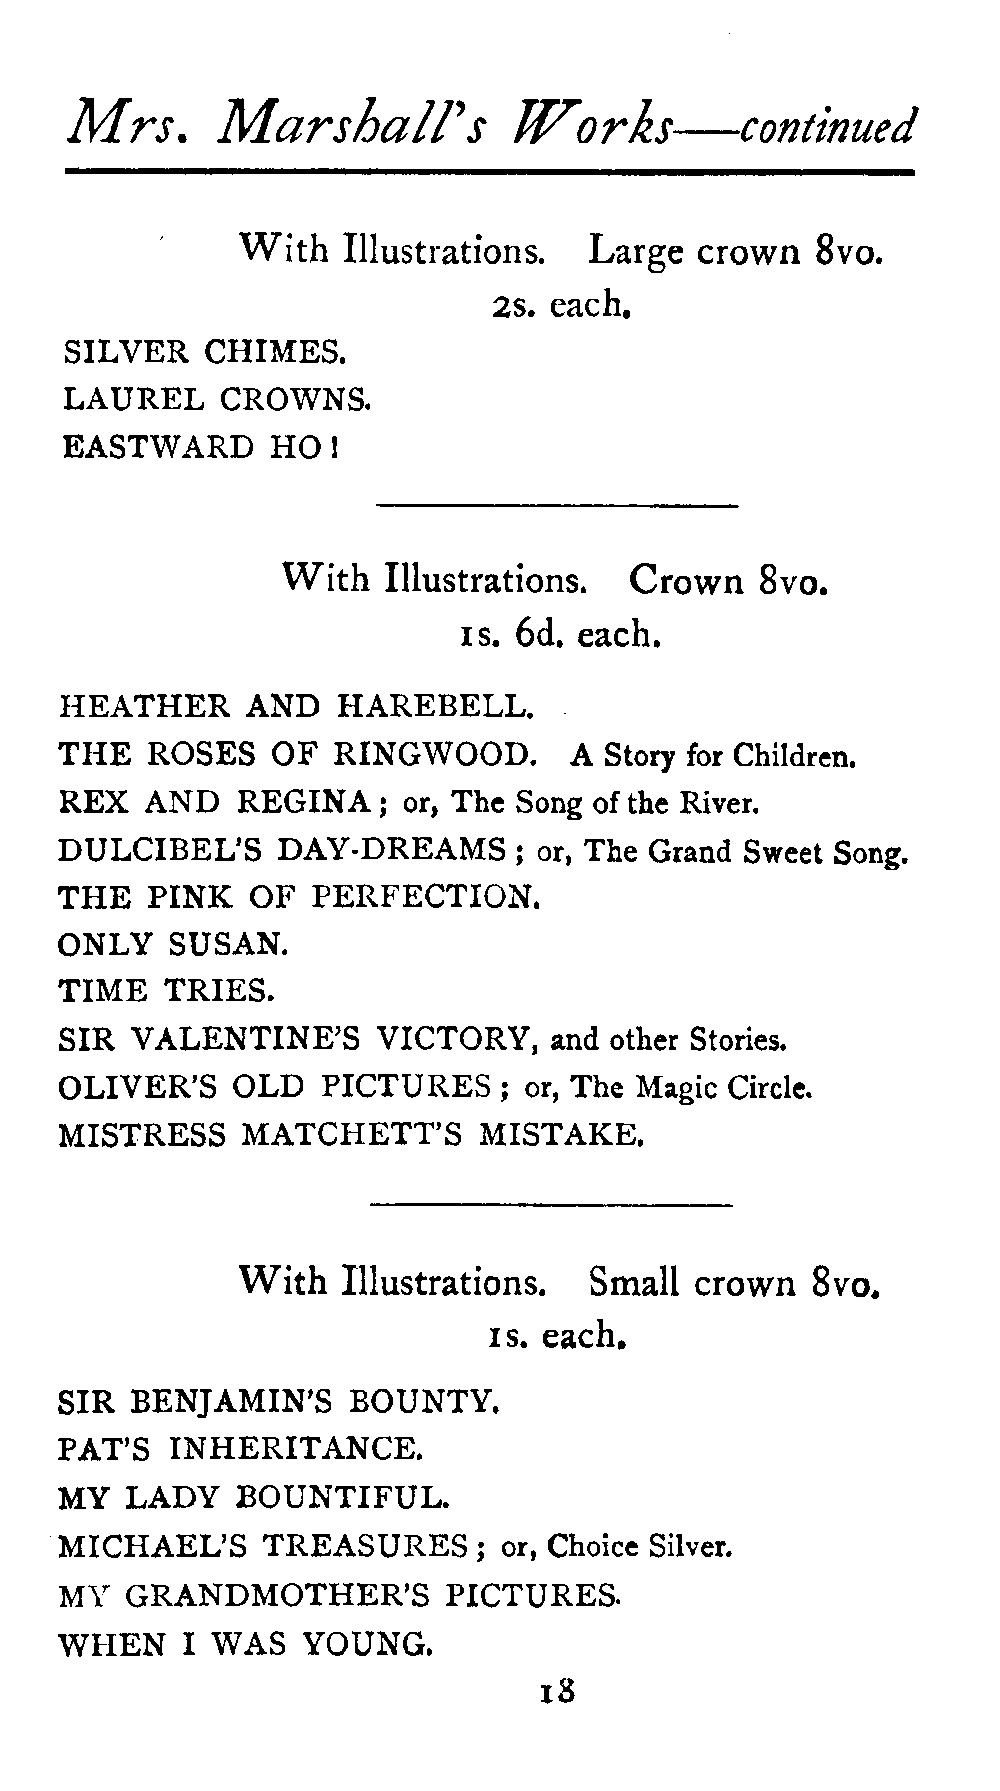 Mrs. Marshall's Works—continued
With Illustrations. Large crown 8vo.
2s. each.
SILVER CHIMES.
LAUREL CROWNS.
EASTWARD HO!
With Illustrations. Crown 8vo.
1s. 6d. each.
HEATHER AND HAREBELL.
THE ROSES OF RINGWOOD. A Story for Children.
REX AND REGINA; or, The Song of the River.
DULCIBEL'S DAY-DREAMS; or, The Grand Sweet Song.
THE PINK OF PERFECTION.
ONLY SUSAN.
TIME TRIES.
SIR VALENTINE'S VICTORY, and other Stories.
OLIVER'S OLD PICTURES; or, The Magic Circle.
MISTRESS MATCHETT'S MISTAKE.
With Illustrations. Small crown 8vo.
1s. each.
SIR BENJAMIN'S BOUNTY.
PAT'S INHERITANCE.
MY LADY BOUNTIFUL.
MICHAEL'S TREASURES; or, Choice Silver.
MY GRANDMOTHER'S PICTURES.
WHEN I WAS YOUNG.
18